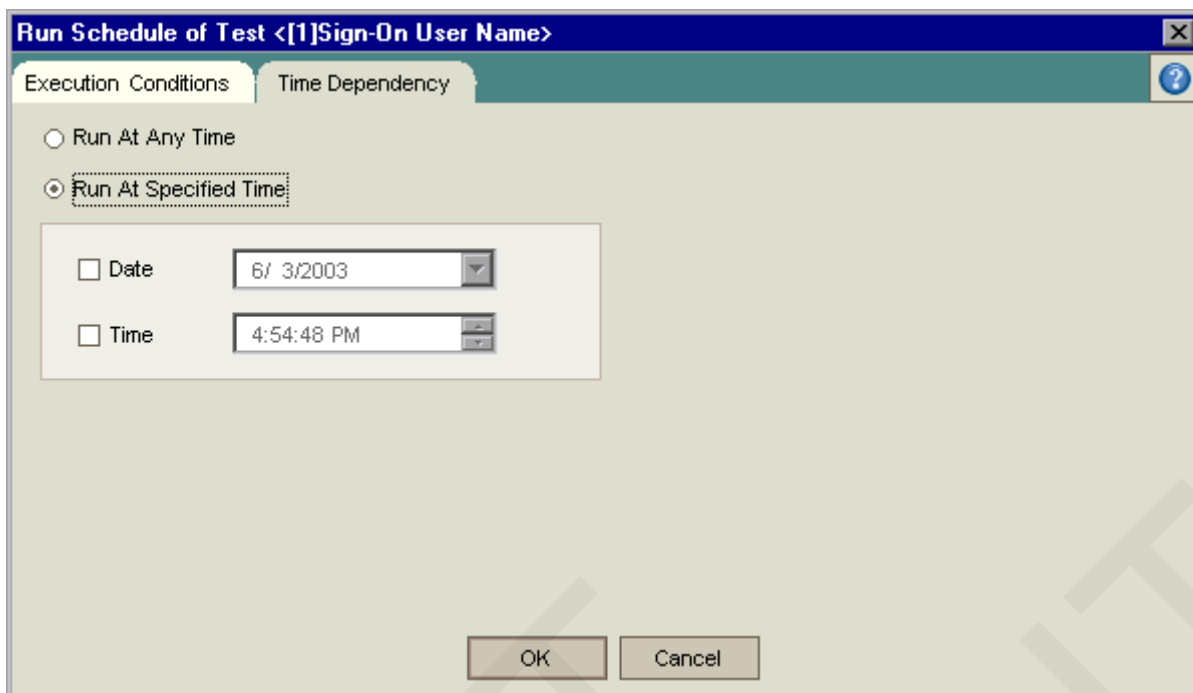 Run Schedule of Test <[1]Sign-On User Name>
Execution Conditions
Time Dependency
Run At Any Time
Run At Specified Time
Date
6/ 3/2003
Time
4:54:48 PM
OK
Cancel